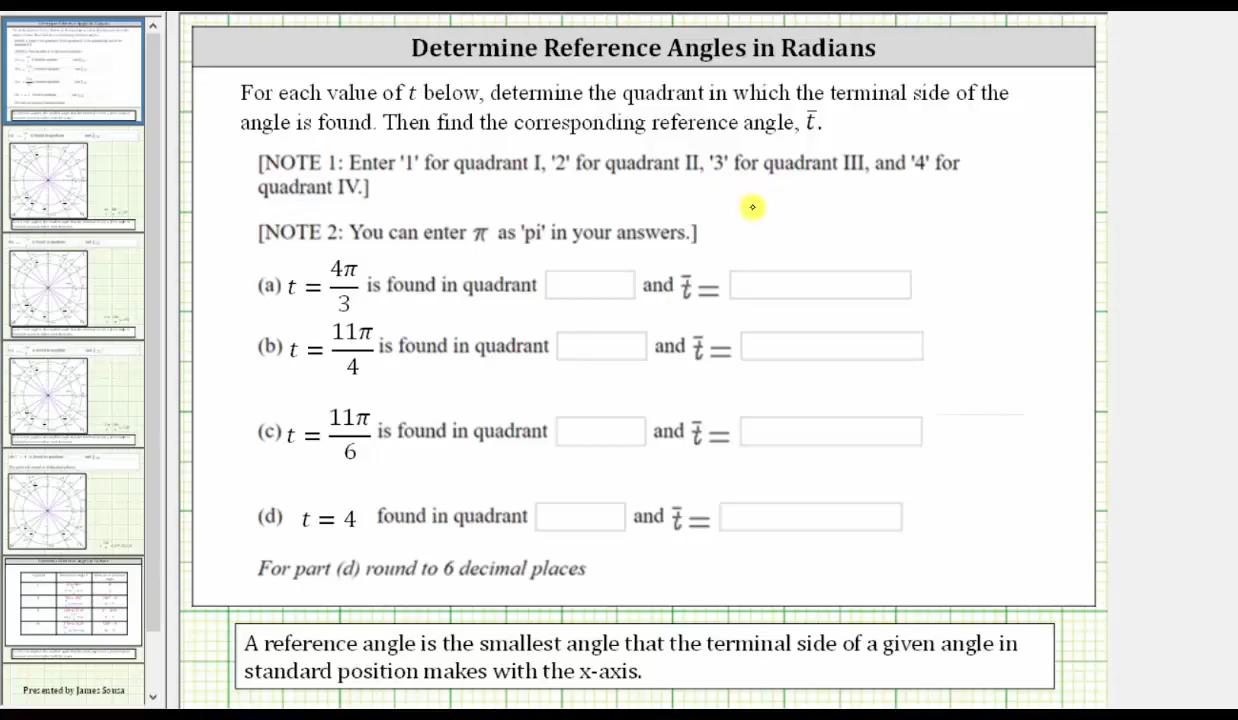 Determine Reference Angles in Radians
For each value of t below, determine the quadrant in which the terminal side of the
angle is found. Then find the corresponding reference angle, t̅.
[NOTE 1: Enter '1' for quadrant I, '2' for quadrant II, '3' for quadrant III, and '4' for
quadrant IV.]
[NOTE 2: You can enter π as 'pi' in your answers.]
(a) t = 4π/3 is found in quadrant and t̅ =
(b) t = 11π/4 is found in quadrant and t̅ =
(c) t = 11π/6 is found in quadrant and t̅ =
(d) t = 4 found in quadrant and t̅ =
For part (d) round to 6 decimal places
A reference angle is the smallest angle that the terminal side of a given angle in
standard position makes with the x-axis.
Presented by James Sousa